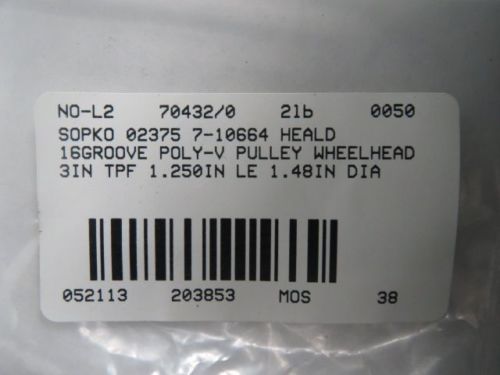 NO-L2 70432/0 2lb 0050
SOPKO 02375 7-10664 HEALD
16GROOVE POLY-V PULLEY WHEELHEAD
3IN TPF 1.250IN LE 1.48IN DIA
052113 203853 MOS 38